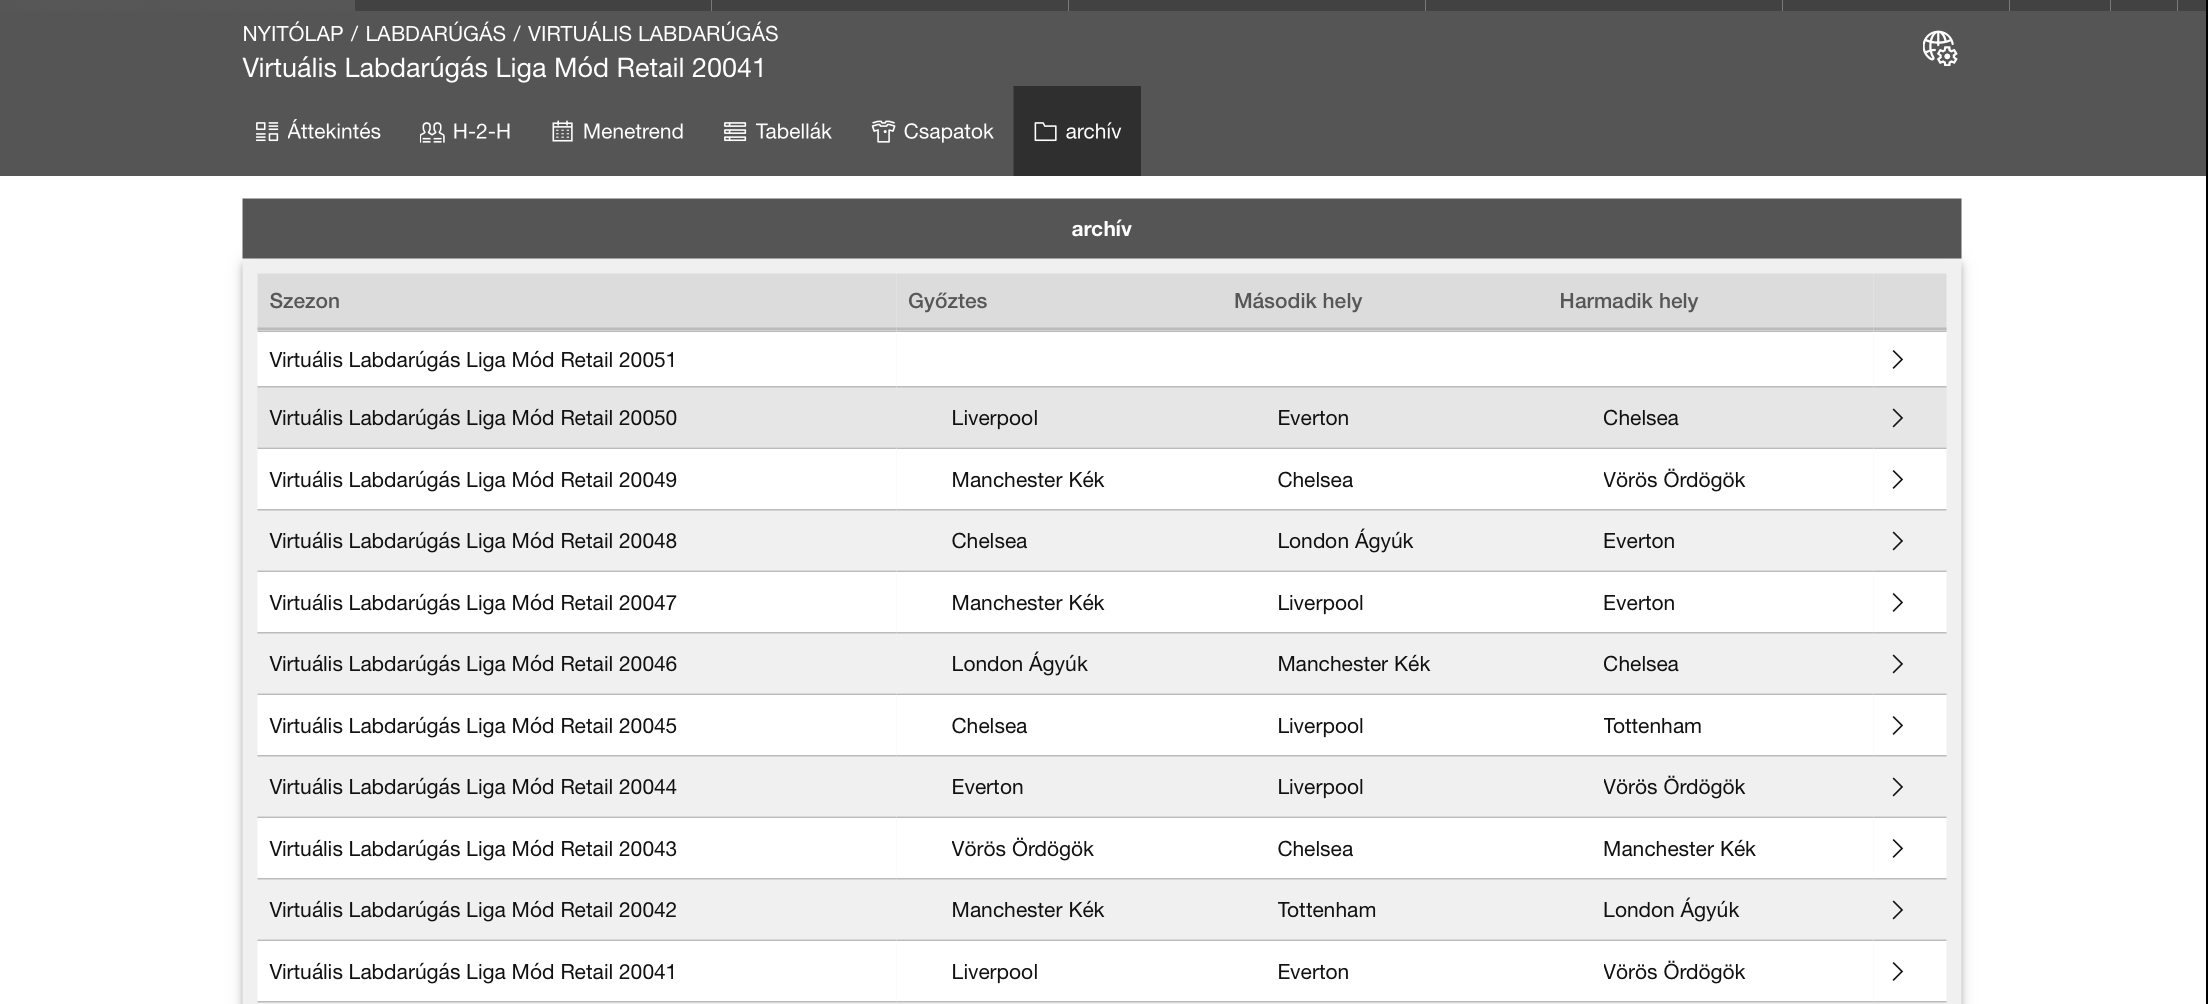 NYITÓLAP / LABDARÚGÁS / VIRTUÁLIS LABDARÚGÁS
Virtuális Labdarúgás Liga Mód Retail 20041
Áttekintés H-2-H Menetrend Tabellák Csapatok archív
archív
Szezon Győztes Második hely Harmadik hely
Virtuális Labdarúgás Liga Mód Retail 20051
Virtuális Labdarúgás Liga Mód Retail 20050 Liverpool Everton Chelsea
Virtuális Labdarúgás Liga Mód Retail 20049 Manchester Kék Chelsea Vörös Ördögök
Virtuális Labdarúgás Liga Mód Retail 20048 Chelsea London Ágyúk Everton
Virtuális Labdarúgás Liga Mód Retail 20047 Manchester Kék Liverpool Everton
Virtuális Labdarúgás Liga Mód Retail 20046 London Ágyúk Manchester Kék Chelsea
Virtuális Labdarúgás Liga Mód Retail 20045 Chelsea Liverpool Tottenham
Virtuális Labdarúgás Liga Mód Retail 20044 Everton Liverpool Vörös Ördögök
Virtuális Labdarúgás Liga Mód Retail 20043 Vörös Ördögök Chelsea Manchester Kék
Virtuális Labdarúgás Liga Mód Retail 20042 Manchester Kék Tottenham London Ágyúk
Virtuális Labdarúgás Liga Mód Retail 20041 Liverpool Everton Vörös Ördögök